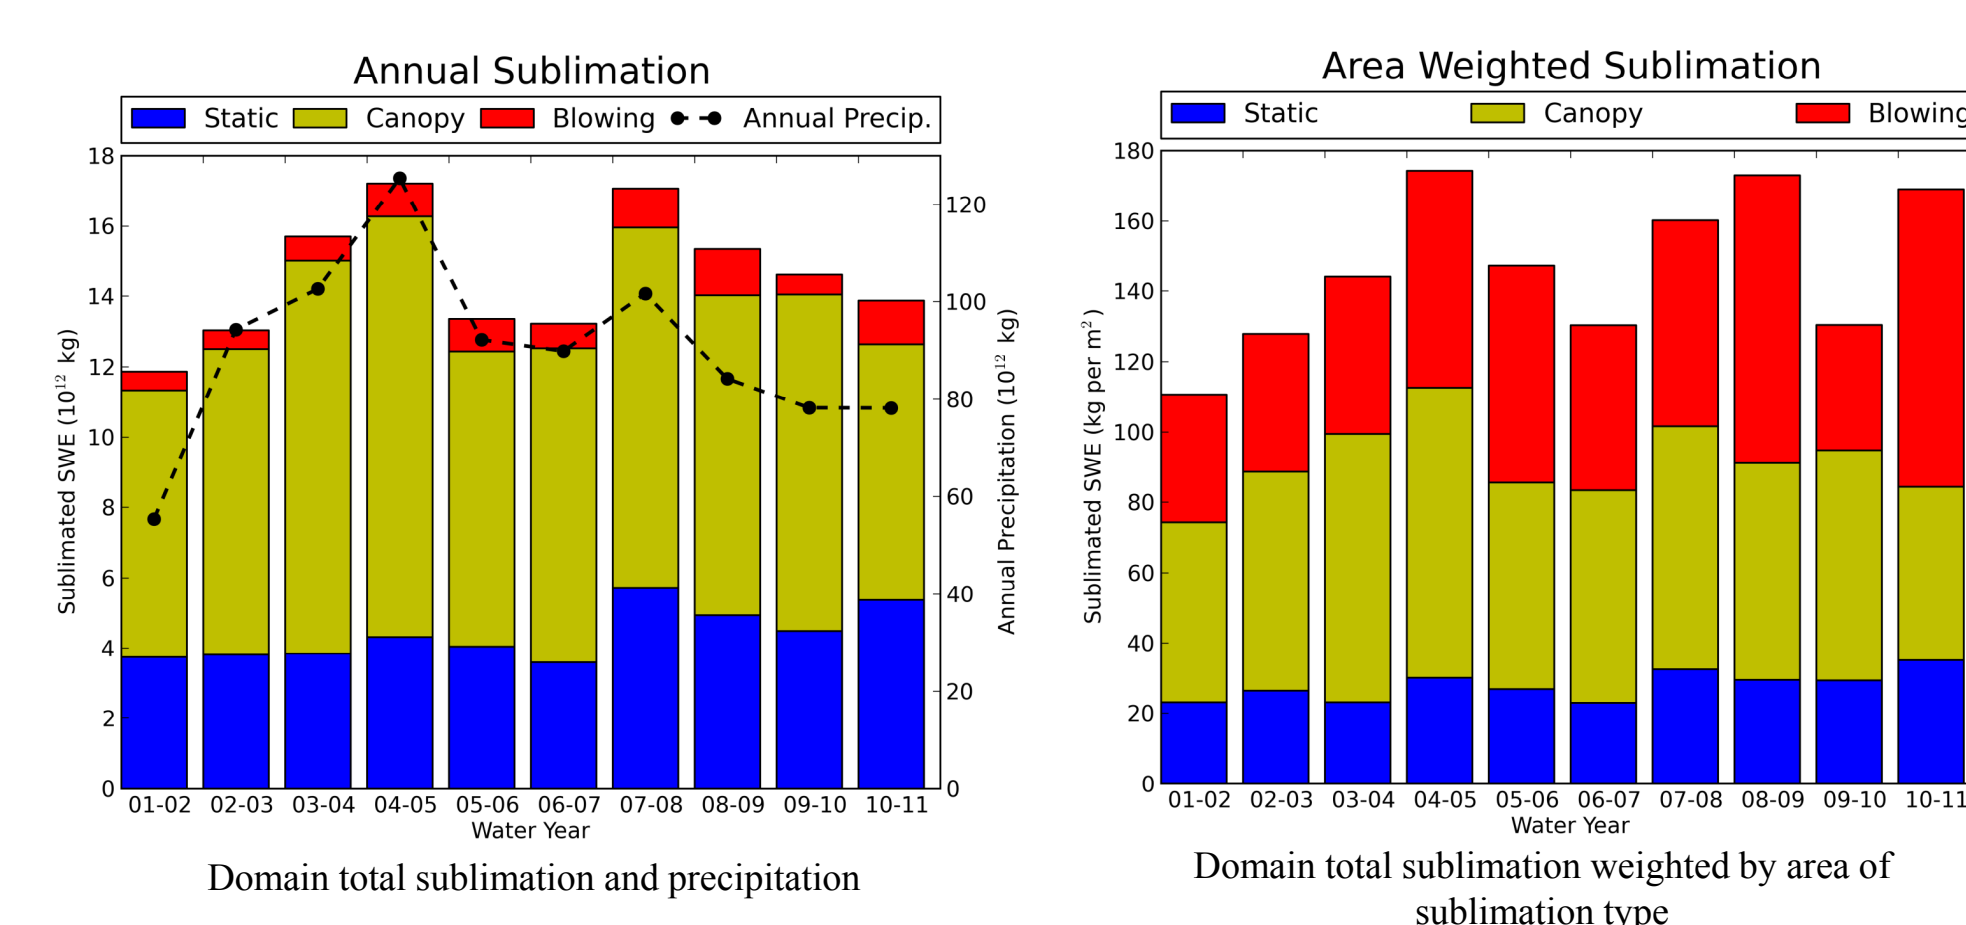 Annual Sublimation
Static Canopy Blowing Annual Precip.
18
16
14
12
10
8
6
4
2
0
Sublimated SWE (10¹² kg)
120
100
80
60
40
20
0
Annual Precipitation (10¹² kg)
01-02 02-03 03-04 04-05 05-06 06-07 07-08 08-09 09-10 10-11
Water Year
Domain total sublimation and precipitation
Area Weighted Sublimation
Static Canopy Blowing
180
160
140
120
100
80
60
40
20
0
Sublimated SWE (kg per m²)
01-02 02-03 03-04 04-05 05-06 06-07 07-08 08-09 09-10 10-11
Water Year
Domain total sublimation weighted by area of
sublimation type